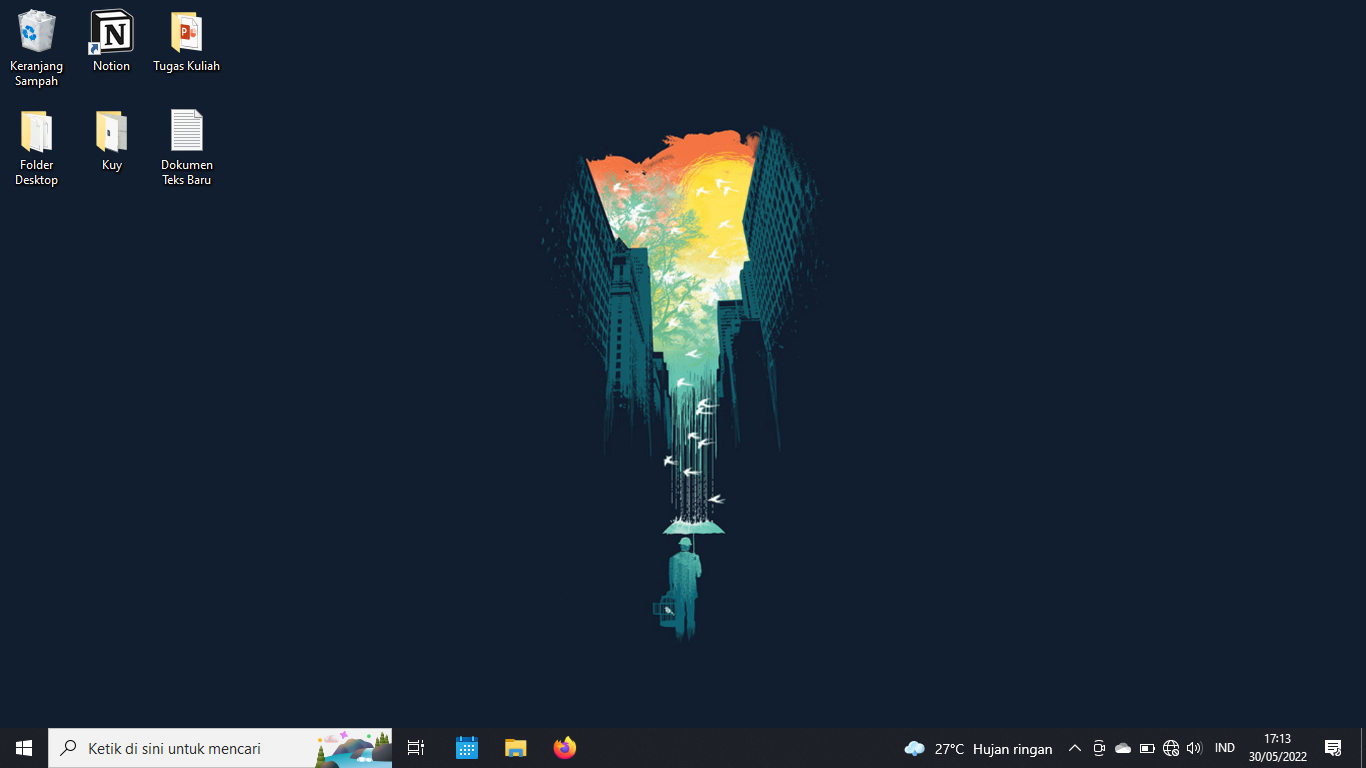 Keranjang
Sampah
Notion
Tugas Kuliah
Folder
Desktop
Kuy
Dokumen
Teks Baru
Ketik di sini untuk mencari
27°C Hujan ringan
IND
17:13
30/05/2022